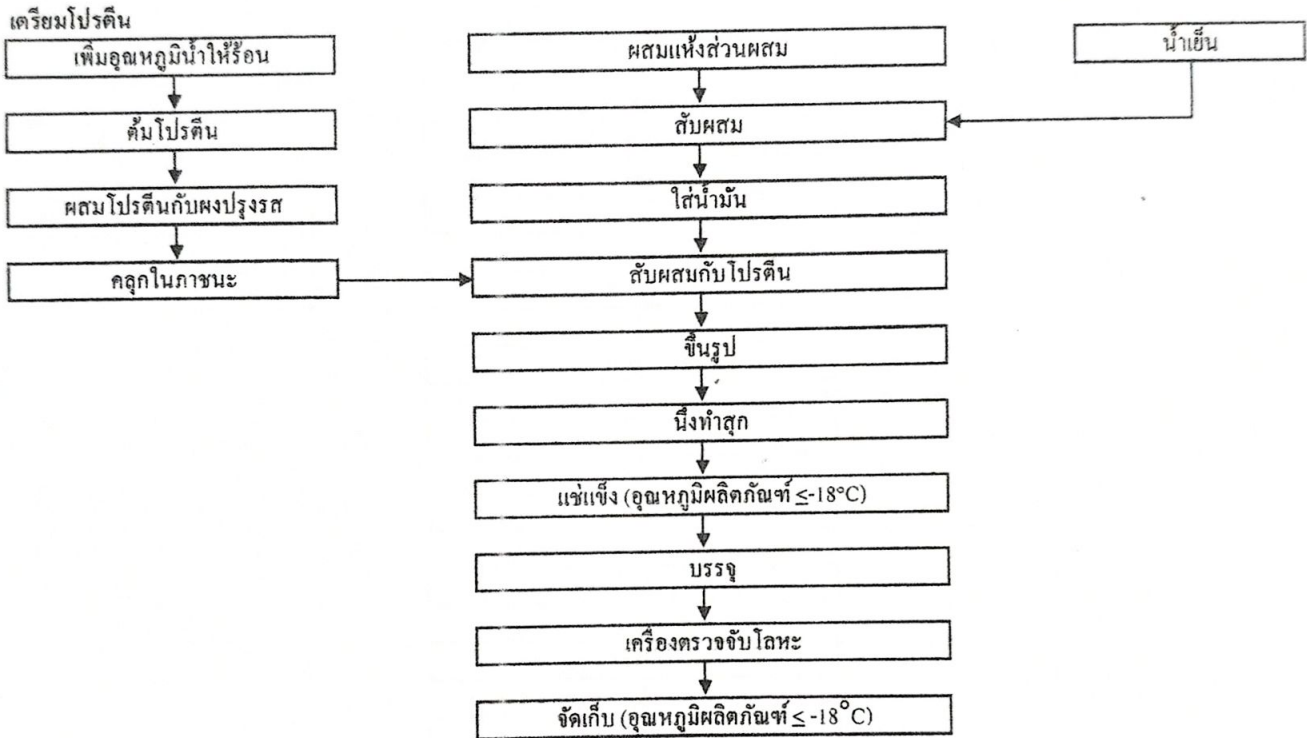 เตรียมโปรตีน
เพิ่มอุณหภูมิน้ำให้ร้อน
ต้มโปรตีน
ผสมโปรตีนกับผงปรุงรส
คลุกในภาชนะ
ผสมแห้งส่วนผสม
น้ำเย็น
สับผสม
ใส่น้ำมัน
สับผสมกับโปรตีน
ขึ้นรูป
นึ่งทำสุก
แช่แข็ง (อุณหภูมิผลิตภัณฑ์ ≤-18°C)
บรรจุ
เครื่องตรวจจับโลหะ
จัดเก็บ (อุณหภูมิผลิตภัณฑ์ ≤ -18°C)